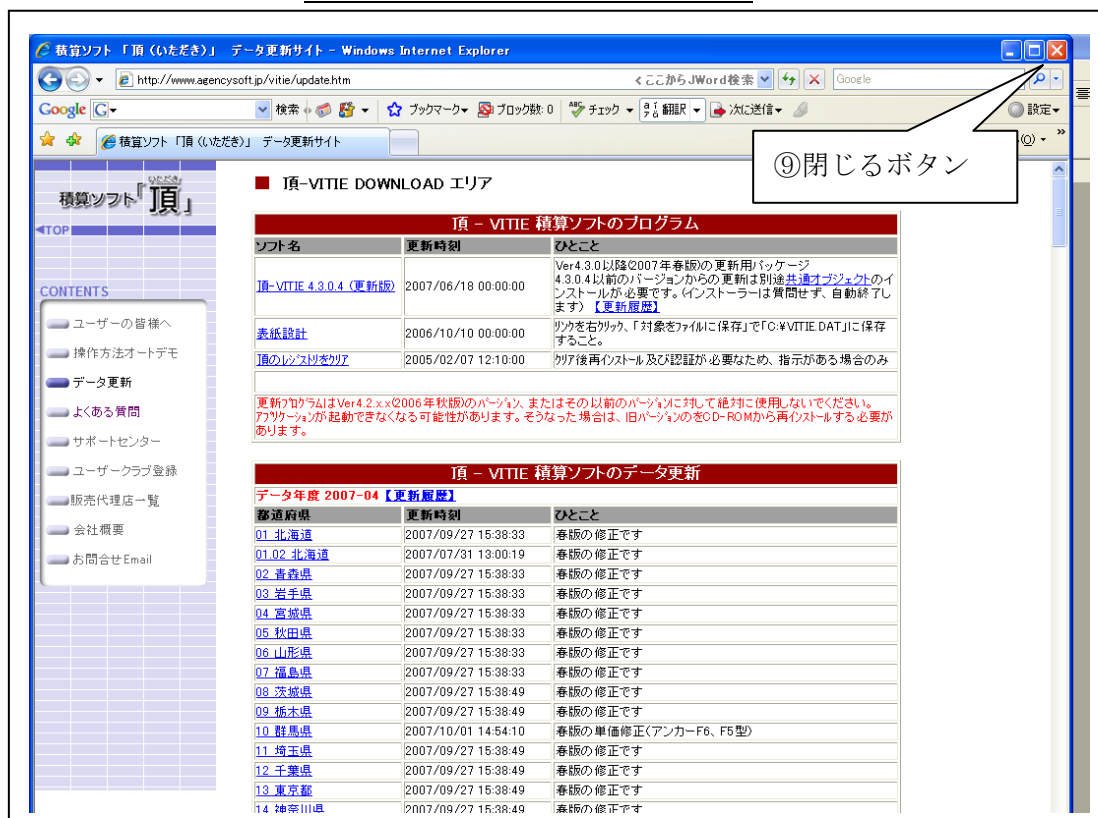 積算ソフト 「頂（いただき）」 データ更新サイト - Windows Internet Explorer
http://www.agencysoft.jp/vitie/update.htm
くここからJWord検索
Google
Google
G
検索
ブックマーク
ブロック数: 0
チェック
翻訳
次に送信
設定
積算ソフト 「頂（いただき）」 データ更新サイト
(O)
»
⑨閉じるボタン
積算ソフト「頂」
いただき
◀TOP
CONTENTS
ユーザーの皆様へ
操作方法オートデモ
データ更新
よくある質問
サポートセンター
ユーザークラブ登録
販売代理店一覧
会社概要
お問合せEmail
■ 頂-VITIE DOWNLOAD エリア
頂 - VITIE 積算ソフトのプログラム
ソフト名 更新時刻 ひとこと
頂-VITIE 4.3.0.4 （更新版） 2007/06/18 00:00:00 Ver4.3.0以降(2007年春版)の更新用パッケージ
4.3.0.4以前のバージョンからの更新は別途共通オブジェクトのイ
ンストールが必要です。（インストーラーは質問せず、自動終了し
ます） 【更新履歴】
表紙設計 2006/10/10 00:00:00 リンクを右クリック、「対象をファイルに保存」で「C:¥VITIE.DAT」に保存
すること。
頂のレジストリをクリア 2005/02/07 12:10:00 クリア後再インストール及び認証が必要なため、指示がある場合のみ
更新プログラムはVer4.2.x.x(2006年秋版)のバージョン、またはその以前のバージョンに対して絶対に使用しないでください。
アプリケーションが起動できなくなる可能性があります。そうなった場合は、旧バージョンのをCD-ROMから再インストールする必要が
あります。
頂 - VITIE 積算ソフトのデータ更新
データ年度 2007-04 【更新履歴】
都道府県 更新時刻 ひとこと
01 北海道 2007/09/27 15:38:33 春版の修正です
01.02 北海道 2007/07/31 13:00:19 春版の修正です
02 青森県 2007/09/27 15:38:33 春版の修正です
03 岩手県 2007/09/27 15:38:33 春版の修正です
04 宮城県 2007/09/27 15:38:33 春版の修正です
05 秋田県 2007/09/27 15:38:33 春版の修正です
06 山形県 2007/09/27 15:38:33 春版の修正です
07 福島県 2007/09/27 15:38:33 春版の修正です
08 茨城県 2007/09/27 15:38:49 春版の修正です
09 栃木県 2007/09/27 15:38:49 春版の修正です
10 群馬県 2007/10/01 14:54:10 春版の単価修正（アンカーF6、F5型）
11 埼玉県 2007/09/27 15:38:49 春版の修正です
12 千葉県 2007/09/27 15:38:49 春版の修正です
13 東京都 2007/09/27 15:38:49 春版の修正です
14 神奈川県 2007/09/27 15:38:49 春版の修正です